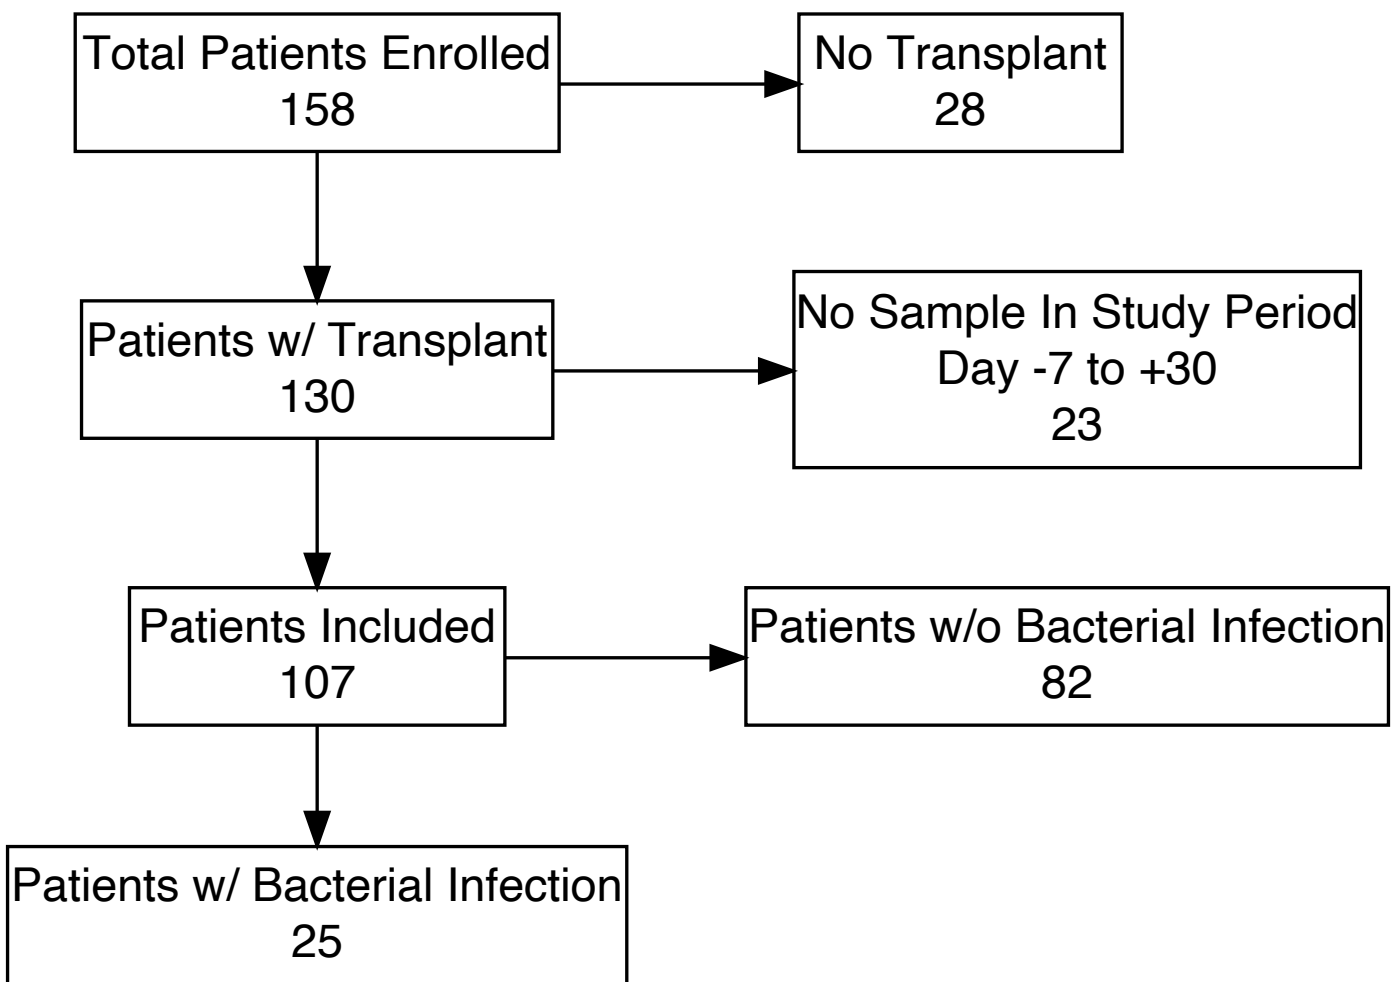 Total Patients Enrolled
158
No Transplant
28
Patients w/ Transplant
130
No Sample In Study Period
Day -7 to +30
23
Patients Included
107
Patients w/o Bacterial Infection
82
Patients w/ Bacterial Infection
25